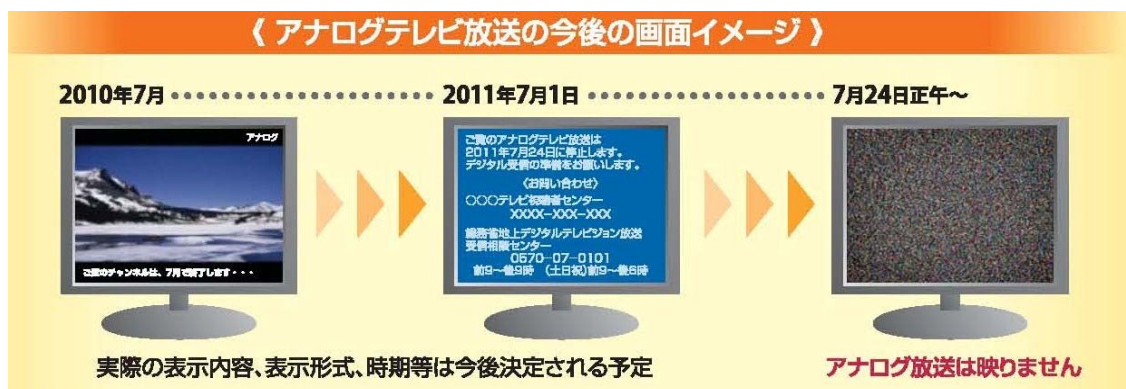 《アナログテレビ放送の今後の画面イメージ》
2010年7月
2011年7月1日
7月24日正午～
アナログ
ご覧のチャンネルは、7月で終了します・・・
ご覧のアナログテレビ放送は
2011年7月24日に停止します。
デジタル受信の準備をお願いします。
〈お問い合わせ〉
○○○テレビ視聴者センター
XXXX-XXX-XXX
総務省地上デジタルテレビジョン放送
受信相談センター
0570-07-0101
前9～後9時 （土日祝）前9～後6時
実際の表示内容、表示形式、時期等は今後決定される予定
アナログ放送は映りません